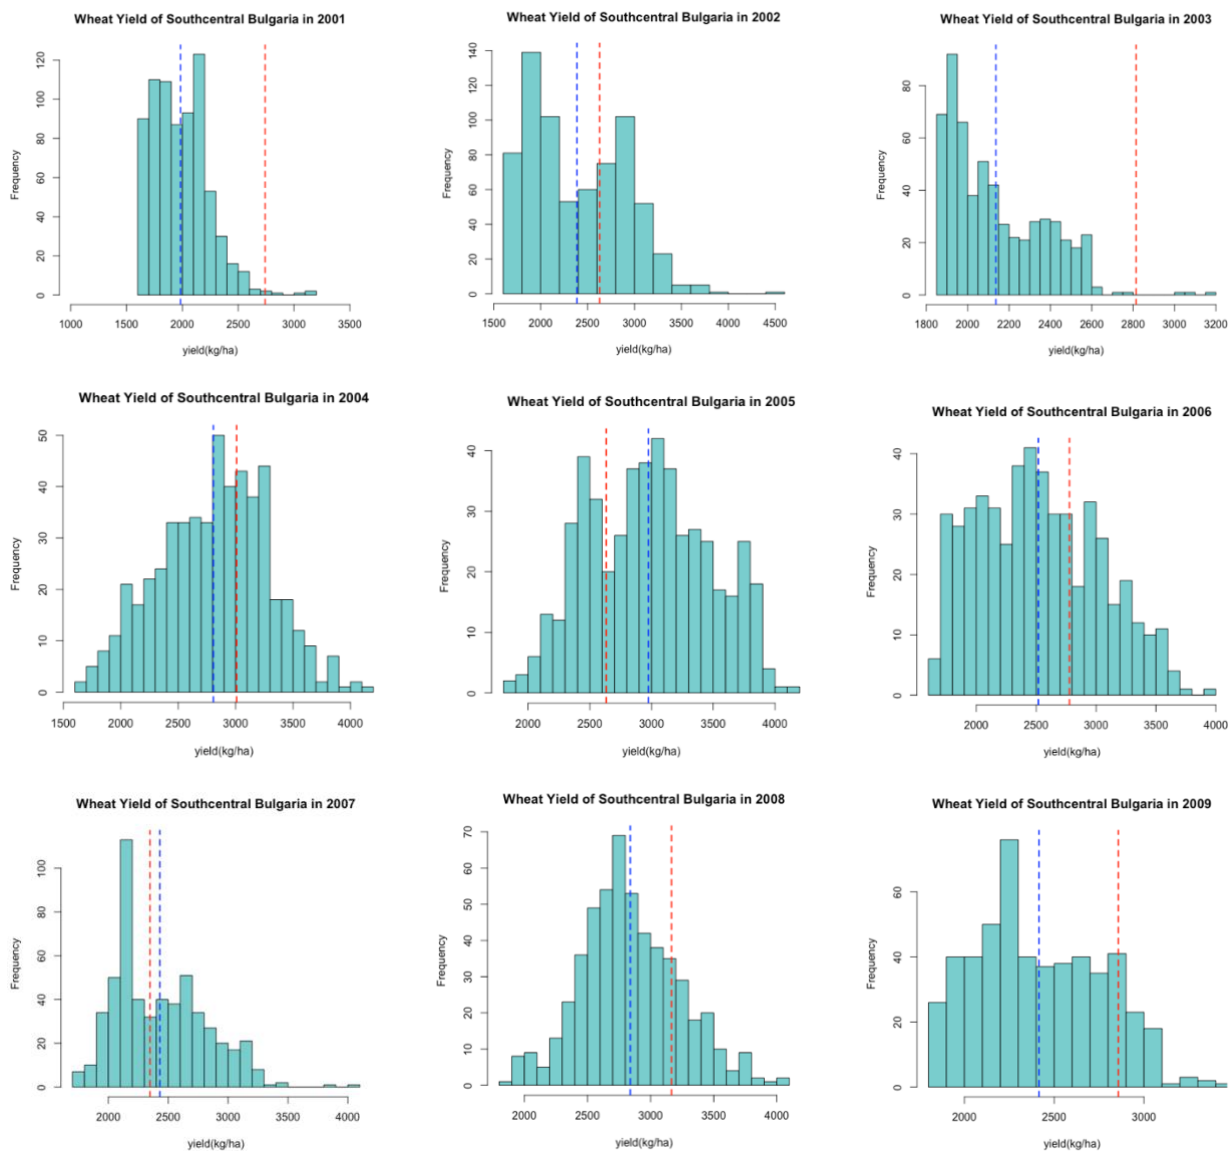 Wheat Yield of Southcentral Bulgaria in 2001
Frequency
0 20 40 60 80 100 120
1000 1500 2000 2500 3000 3500
yield(kg/ha)
Wheat Yield of Southcentral Bulgaria in 2002
Frequency
0 20 40 60 80 100 120 140
1500 2000 2500 3000 3500 4000 4500
yield(kg/ha)
Wheat Yield of Southcentral Bulgaria in 2003
Frequency
0 20 40 60 80
1800 2000 2200 2400 2600 2800 3000 3200
yield(kg/ha)
Wheat Yield of Southcentral Bulgaria in 2004
Frequency
0 10 20 30 40 50
1500 2000 2500 3000 3500 4000
yield(kg/ha)
Wheat Yield of Southcentral Bulgaria in 2005
Frequency
0 10 20 30 40
2000 2500 3000 3500 4000
yield(kg/ha)
Wheat Yield of Southcentral Bulgaria in 2006
Frequency
0 10 20 30 40
2000 2500 3000 3500 4000
yield(kg/ha)
Wheat Yield of Southcentral Bulgaria in 2007
Frequency
0 20 40 60 80 100
2000 2500 3000 3500 4000
yield(kg/ha)
Wheat Yield of Southcentral Bulgaria in 2008
Frequency
0 10 20 30 40 50 60 70
2000 2500 3000 3500 4000
yield(kg/ha)
Wheat Yield of Southcentral Bulgaria in 2009
Frequency
0 20 40 60
2000 2500 3000
yield(kg/ha)